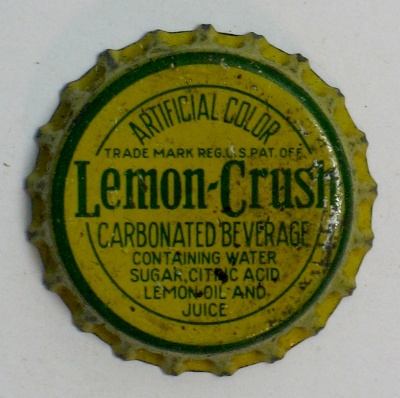 ARTIFICIAL COLOR
TRADE MARK REG.U.S.PAT.OFF.
Lemon-Crush
CARBONATED BEVERAGE
CONTAINING WATER
SUGAR, CITRIC ACID
LEMON OIL AND
JUICE